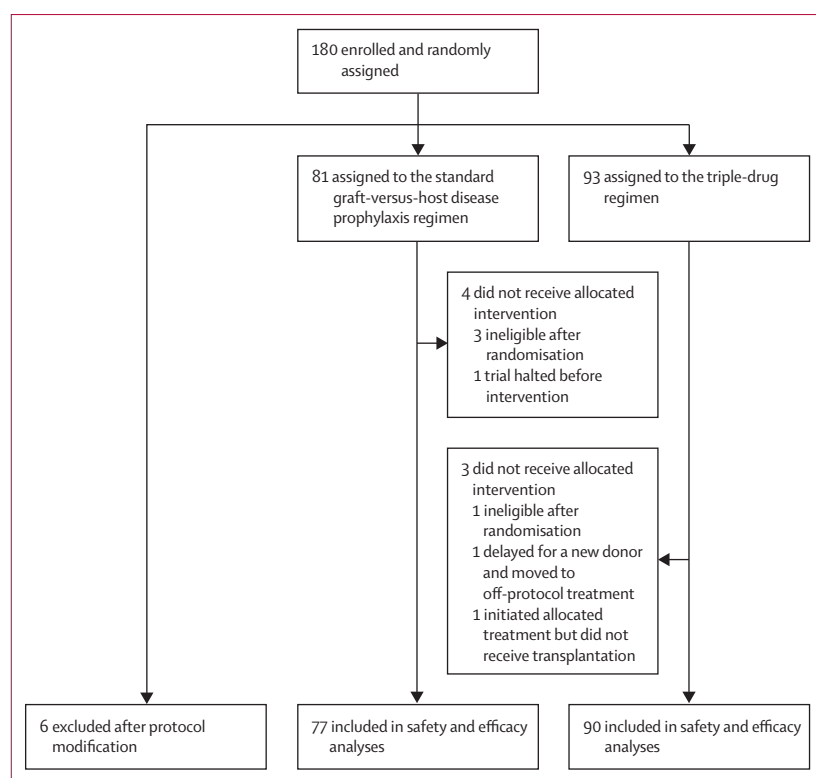 180 enrolled and randomly
assigned
81 assigned to the standard
graft-versus-host disease
prophylaxis regimen
93 assigned to the triple-drug
regimen
4 did not receive allocated
intervention
3 ineligible after
randomisation
1 trial halted before
intervention
3 did not receive allocated
intervention
1 ineligible after
randomisation
1 delayed for a new donor
and moved to
off-protocol treatment
1 initiated allocated
treatment but did not
receive transplantation
6 excluded after protocol
modification
77 included in safety and efficacy
analyses
90 included in safety and efficacy
analyses